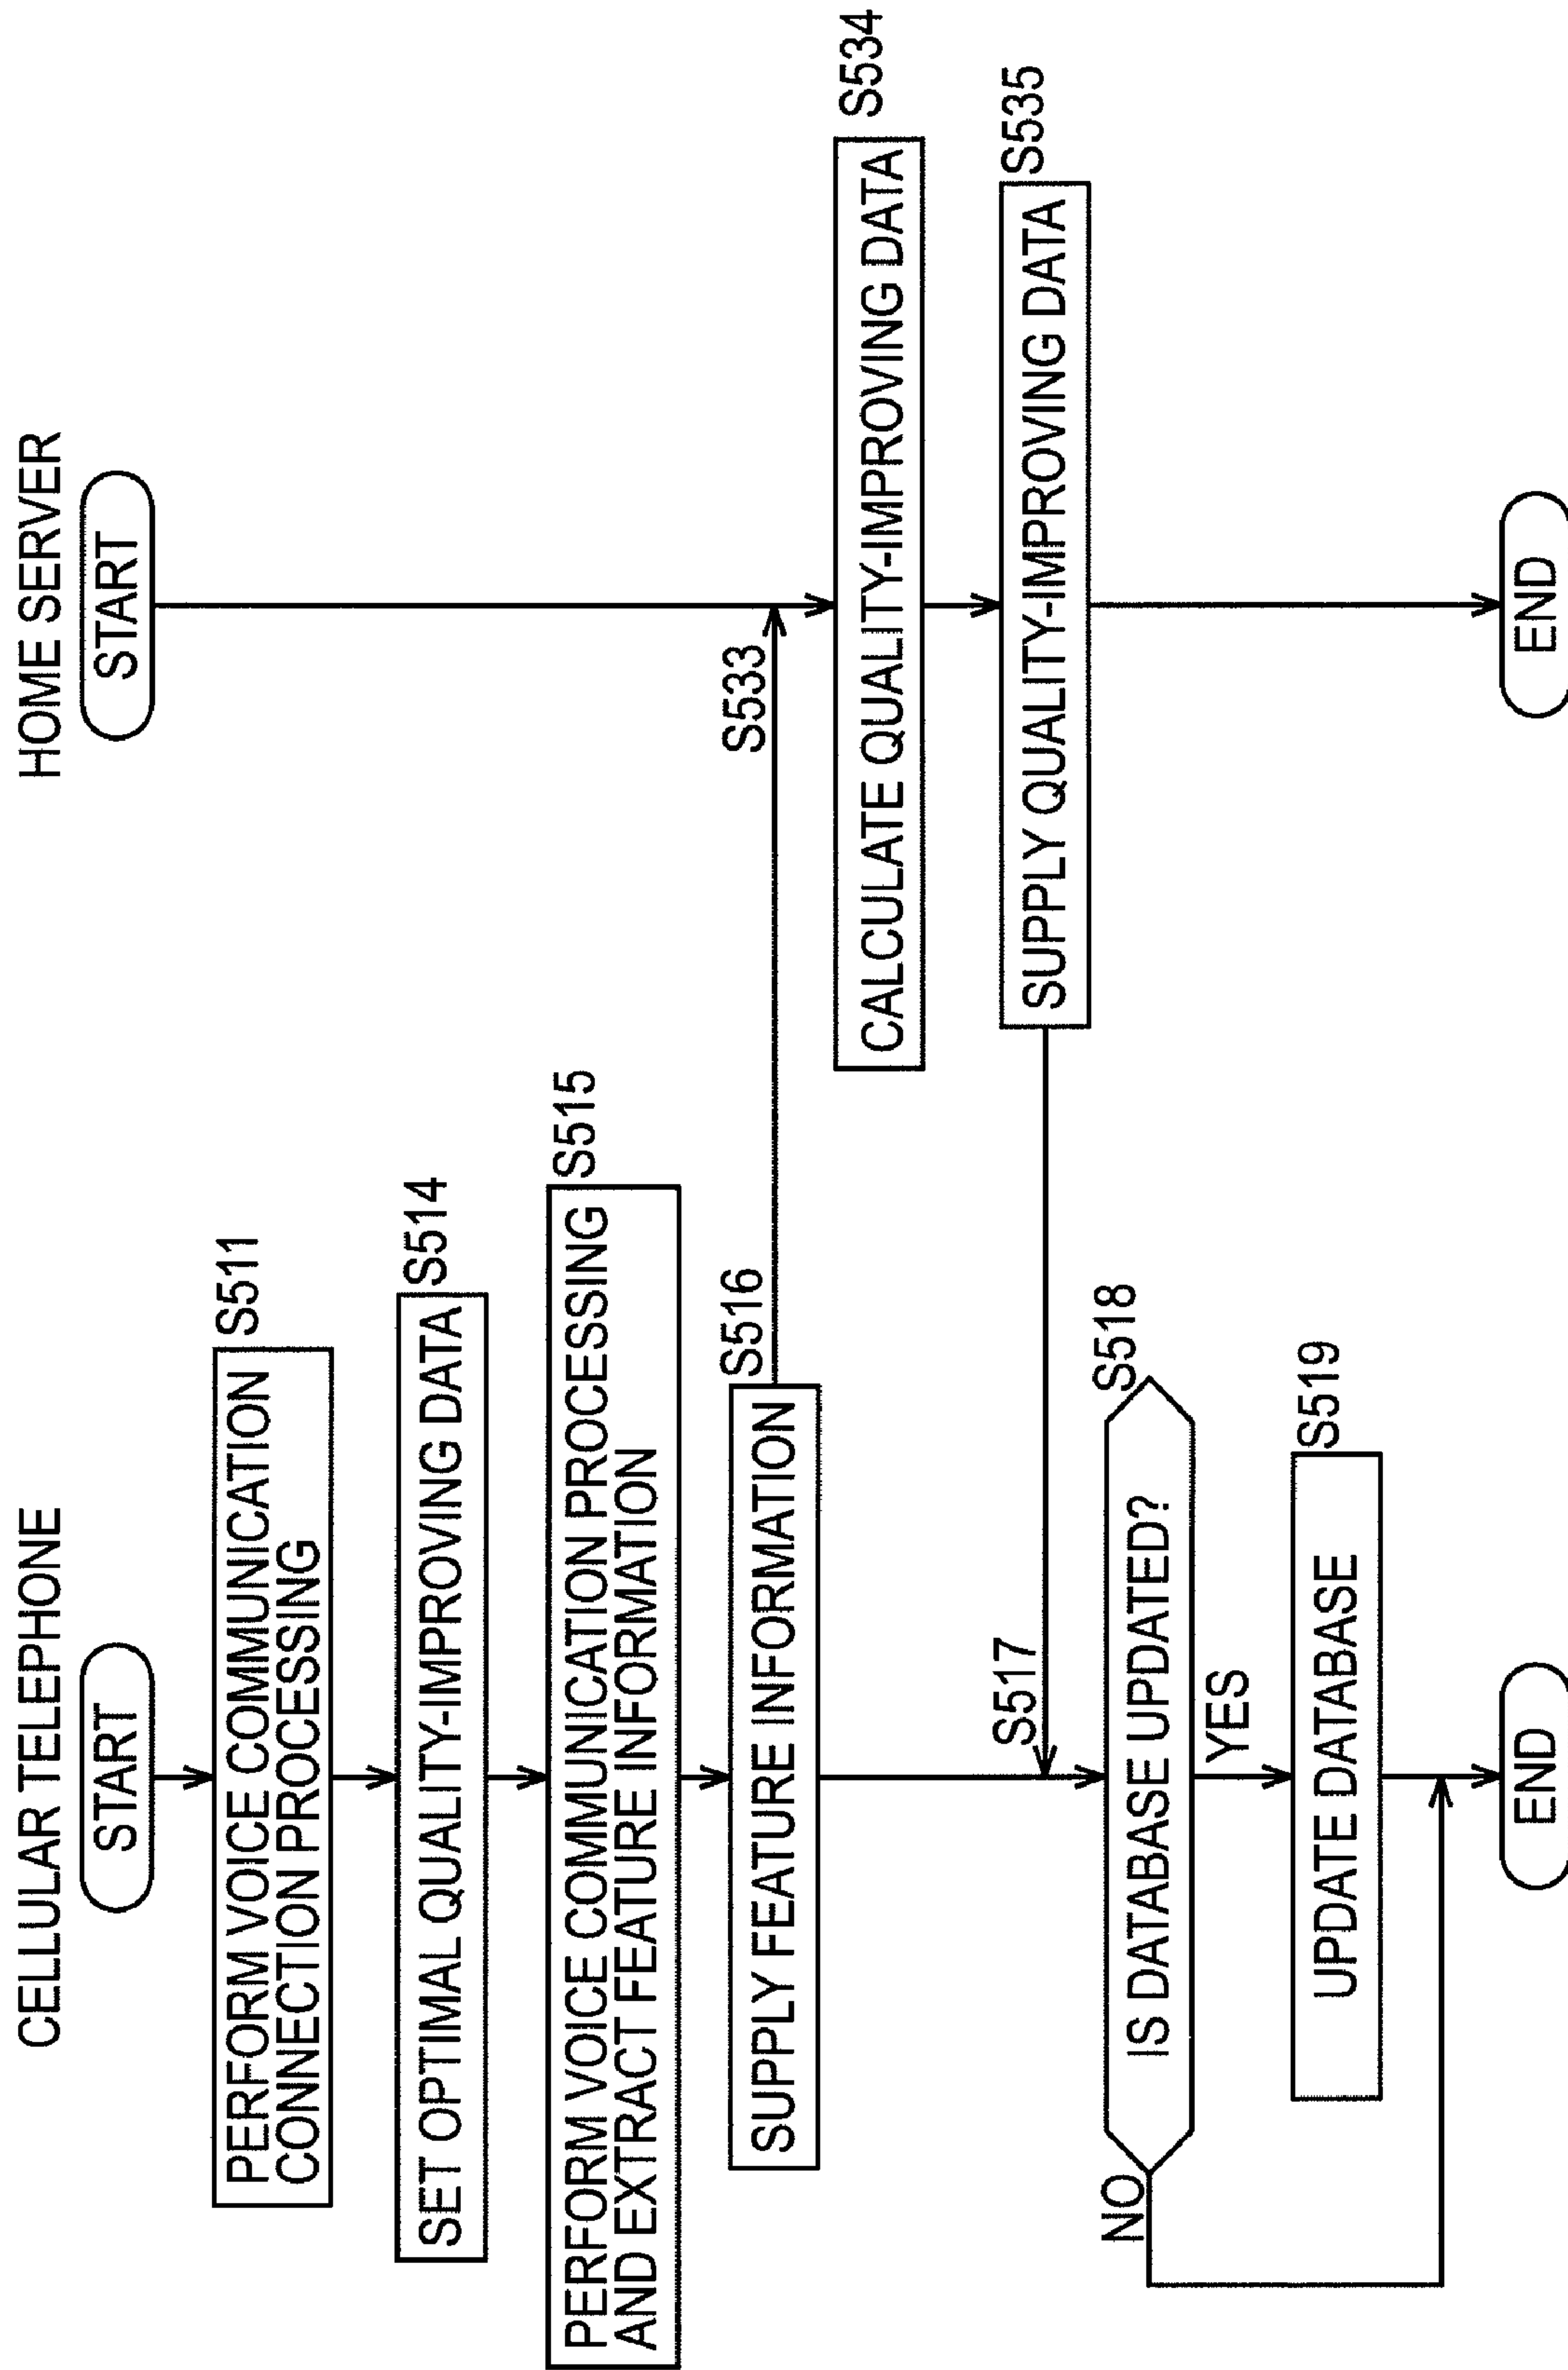 CELLULAR TELEPHONE
START
PERFORM VOICE COMMUNICATION
CONNECTION PROCESSING
S511
SET OPTIMAL QUALITY-IMPROVING DATA
S514
PERFORM VOICE COMMUNICATION PROCESSING
AND EXTRACT FEATURE INFORMATION
S515
SUPPLY FEATURE INFORMATION
S516
S517
IS DATABASE UPDATED?
S518
NO
YES
UPDATE DATABASE
S519
END
HOME SERVER
START
S533
CALCULATE QUALITY-IMPROVING DATA
S534
SUPPLY QUALITY-IMPROVING DATA
S535
END